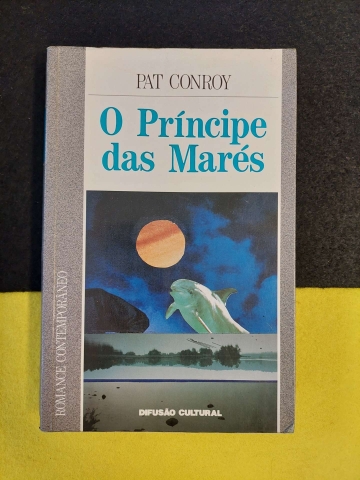 PAT CONROY
O Príncipe
das Marés
ROMANCE CONTEMPORÂNEO
DIFUSÃO CULTURAL